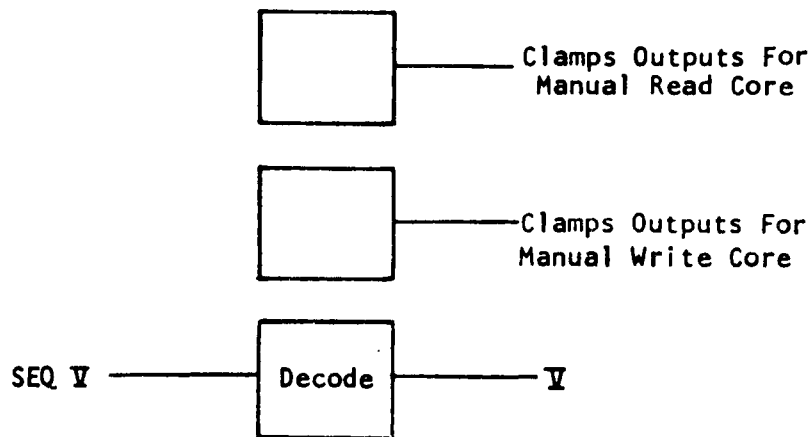 Clamps Outputs For
Manual Read Core
Clamps Outputs For
Manual Write Core
SEQ V
Decode
V